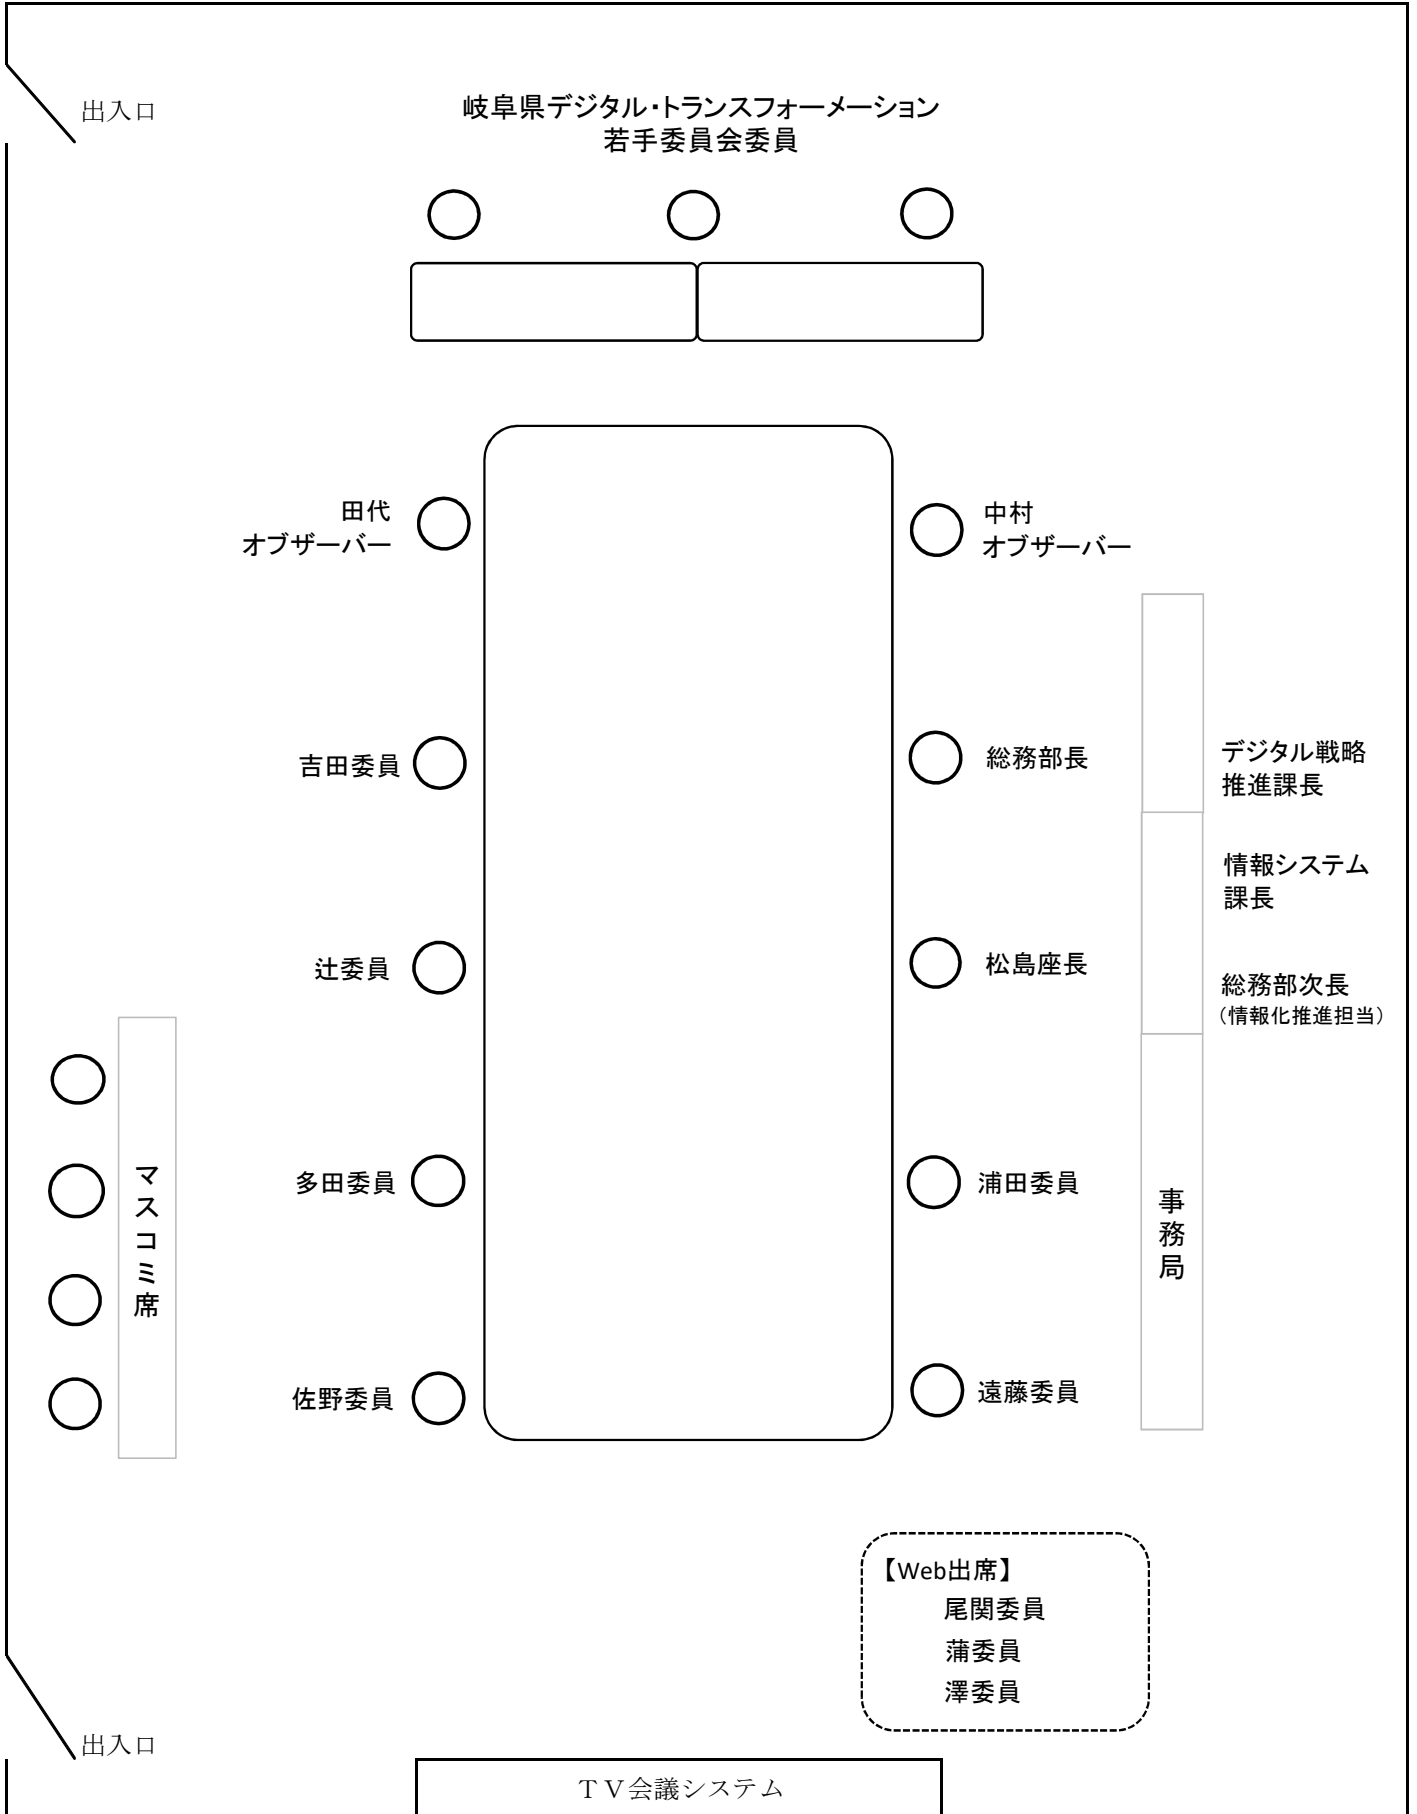 出入口
岐阜県デジタル・トランスフォーメーション
若手委員会委員
田代
オブザーバー
中村
オブザーバー
吉田委員
総務部長
デジタル戦略
推進課長
情報システム
課長
辻委員
松島座長
総務部次長
（情報化推進担当）
マスコミ席
多田委員
浦田委員
事務局
佐野委員
遠藤委員
【Web出席】
尾関委員
蒲委員
澤委員
出入口
ＴＶ会議システム